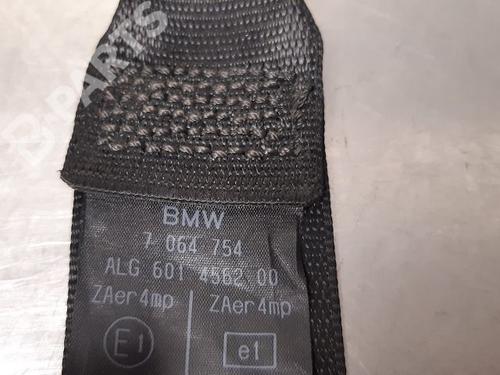 B-PARTS
BMW
7 064 754
ALG 601 4562 00
ZAer4mp ZAer4mp
E1 e1